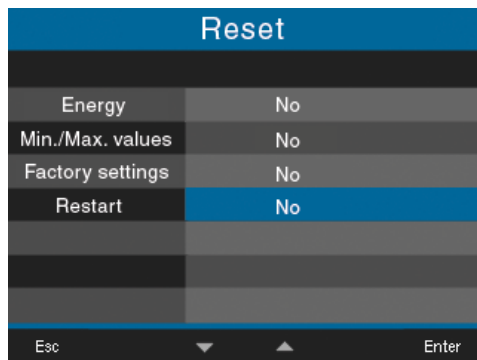 Reset
Energy No
Min./Max. values No
Factory settings No
Restart No
Esc Enter